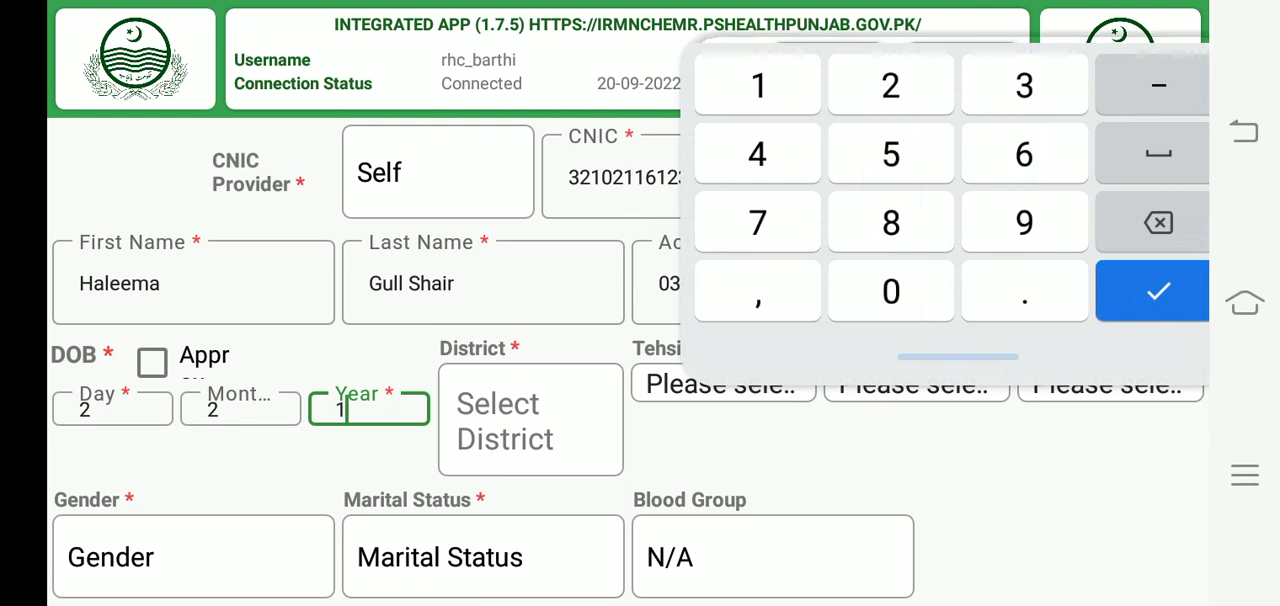 INTEGRATED APP (1.7.5) HTTPS://IRMNCHEMR.PSHEALTHPUNJAB.GOV.PK/
Username rhc_barthi
Connection Status Connected 20-09-2022
1 2 3 –
4 5 6
7 8 9
, 0 .
CNIC Provider * Self
CNIC *
3210211612
First Name *
Haleema
Last Name *
Gull Shair
Ac
03
DOB * Appr
Day *
2
Mont...
2
Year *
1
District *
Select
District
Tehsi
Please sele..
Please sele..
Please sele..
Gender *
Gender
Marital Status *
Marital Status
Blood Group
N/A